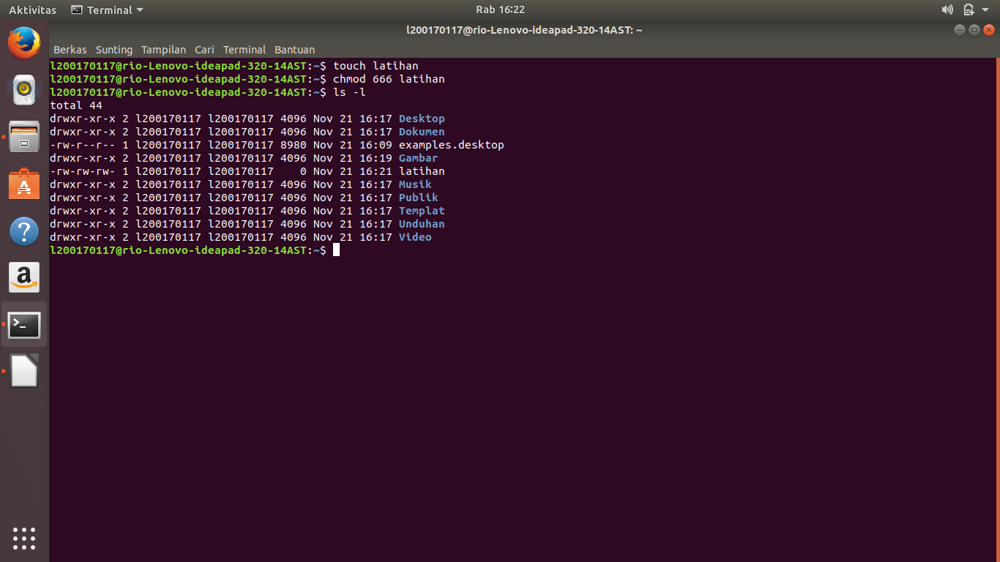 Aktivitas Terminal Rab 16:22
l200170117@rio-Lenovo-ideapad-320-14AST: ~
Berkas Sunting Tampilan Cari Terminal Bantuan
l200170117@rio-Lenovo-ideapad-320-14AST:~$ touch latihan
l200170117@rio-Lenovo-ideapad-320-14AST:~$ chmod 666 latihan
l200170117@rio-Lenovo-ideapad-320-14AST:~$ ls -l
total 44
drwxr-xr-x 2 l200170117 l200170117 4096 Nov 21 16:17 Desktop
drwxr-xr-x 2 l200170117 l200170117 4096 Nov 21 16:17 Dokumen
-rw-r--r-- 1 l200170117 l200170117 8980 Nov 21 16:09 examples.desktop
drwxr-xr-x 2 l200170117 l200170117 4096 Nov 21 16:19 Gambar
-rw-rw-rw- 1 l200170117 l200170117    0 Nov 21 16:21 latihan
drwxr-xr-x 2 l200170117 l200170117 4096 Nov 21 16:17 Musik
drwxr-xr-x 2 l200170117 l200170117 4096 Nov 21 16:17 Publik
drwxr-xr-x 2 l200170117 l200170117 4096 Nov 21 16:17 Templat
drwxr-xr-x 2 l200170117 l200170117 4096 Nov 21 16:17 Unduhan
drwxr-xr-x 2 l200170117 l200170117 4096 Nov 21 16:17 Video
l200170117@rio-Lenovo-ideapad-320-14AST:~$